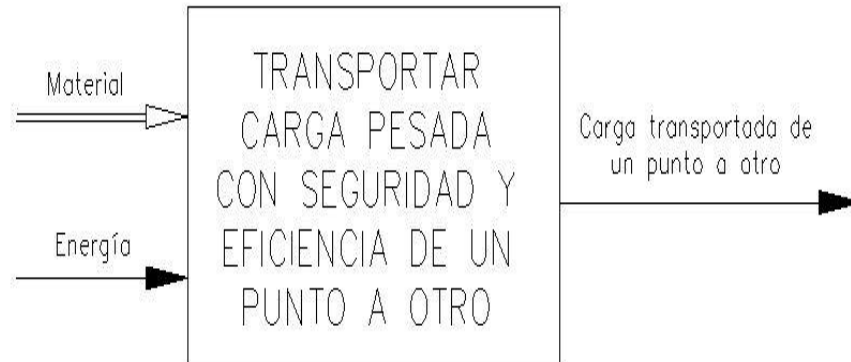 Material
Energía
TRANSPORTAR
CARGA PESADA
CON SEGURIDAD Y
EFICIENCIA DE UN
PUNTO A OTRO
Carga transportada de
un punto a otro